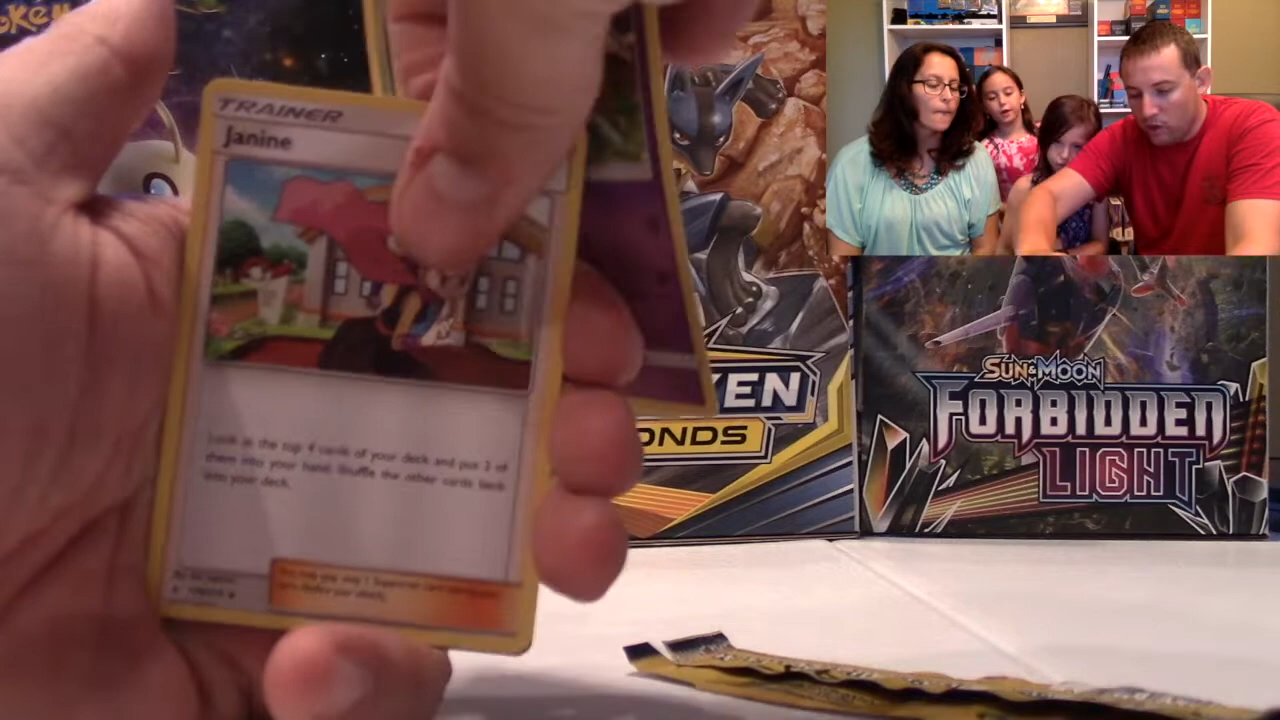 TRAINER
Janine
Look at the top 4 cards of your deck and put 2 of
them into your hand. Shuffle the other cards back
into your deck.
KEN
ONDS
SUN & MOON
FORBIDDEN
LIGHT